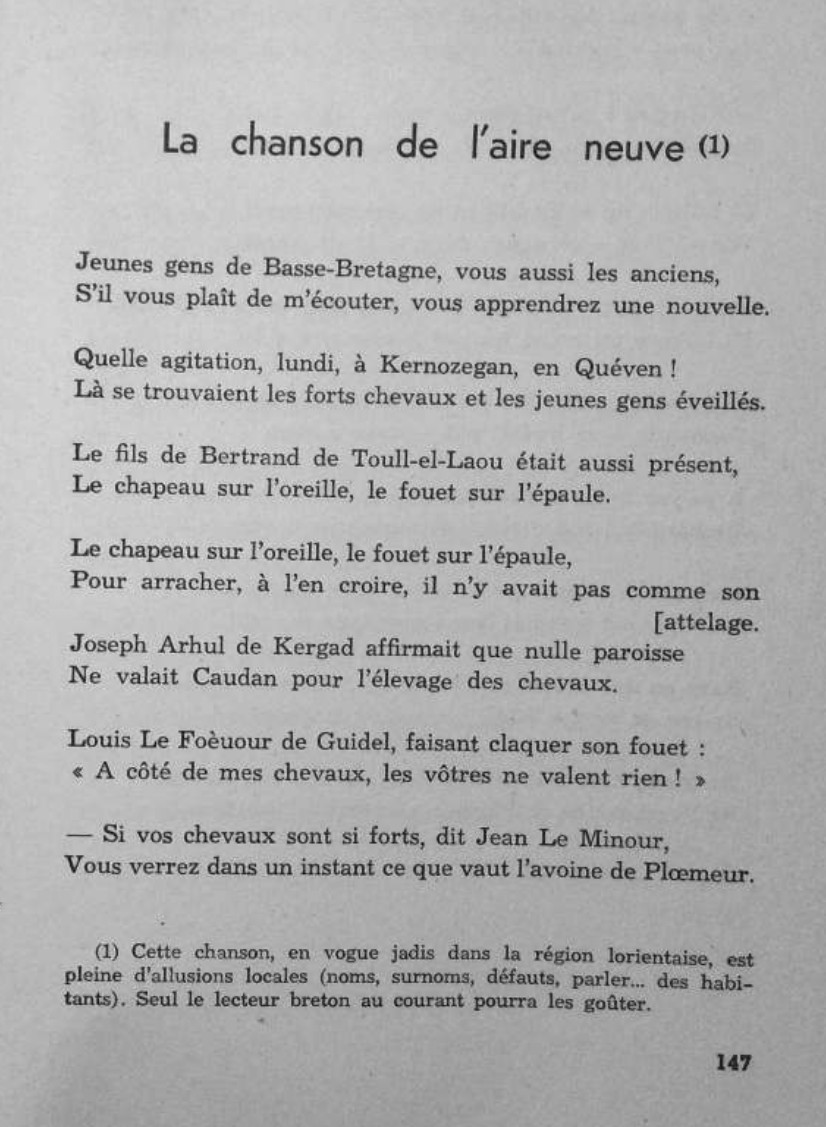 La chanson de l'aire neuve (1)
Jeunes gens de Basse-Bretagne, vous aussi les anciens,
S'il vous plaît de m'écouter, vous apprendrez une nouvelle.
Quelle agitation, lundi, à Kernozegan, en Quéven !
Là se trouvaient les forts chevaux et les jeunes gens éveillés.
Le fils de Bertrand de Toull-el-Laou était aussi présent,
Le chapeau sur l'oreille, le fouet sur l'épaule.
Le chapeau sur l'oreille, le fouet sur l'épaule,
Pour arracher, à l'en croire, il n'y avait pas comme son
[attelage.
Joseph Arhul de Kergad affirmait que nulle paroisse
Ne valait Caudan pour l'élevage des chevaux.
Louis Le Foèuour de Guidel, faisant claquer son fouet :
« A côté de mes chevaux, les vôtres ne valent rien ! »
— Si vos chevaux sont si forts, dit Jean Le Minour,
Vous verrez dans un instant ce que vaut l'avoine de Plœmeur.
(1) Cette chanson, en vogue jadis dans la région lorientaise, est
pleine d'allusions locales (noms, surnoms, défauts, parler... des habi-
tants). Seul le lecteur breton au courant pourra les goûter.
147